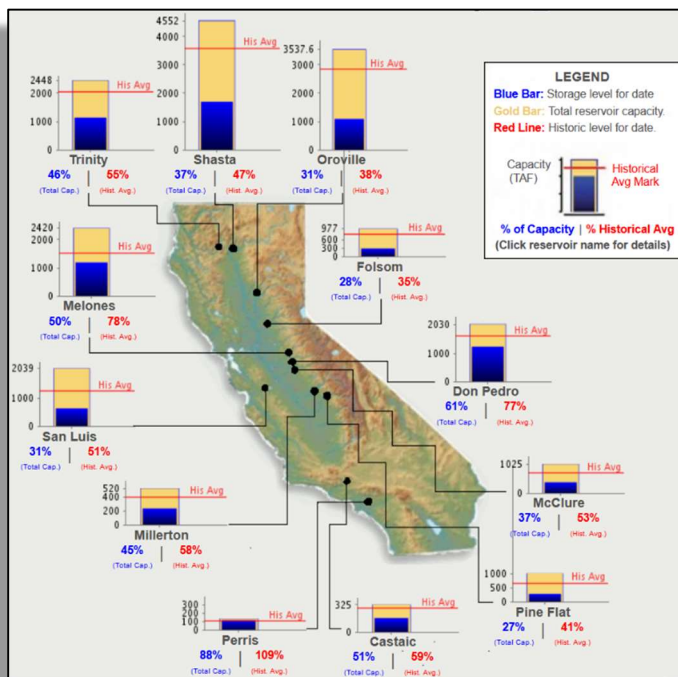 4552
His Avg
4000
3000
2000
1000
0
Shasta
37% | 47%
(Total Cap.) (Hist. Avg.)
2448
His Avg
2000
1000
0
Trinity
46% | 55%
(Total Cap.) (Hist. Avg.)
3537.6
His Avg
3000
2000
1000
0
Oroville
31% | 38%
(Total Cap.) (Hist. Avg.)
LEGEND
Blue Bar: Storage level for date
Gold Bar: Total reservoir capacity.
Red Line: Historic level for date.
Capacity
(TAF)
Historical
Avg Mark
% of Capacity | % Historical Avg
(Click reservoir name for details)
2420
2000
His Avg
1000
0
Melones
50% | 78%
(Total Cap.) (Hist. Avg.)
977
His Avg
600
300
0
Folsom
28% | 35%
(Total Cap.) (Hist. Avg.)
2030
His Avg
1000
0
Don Pedro
61% | 77%
(Total Cap.) (Hist. Avg.)
2039
His Avg
1000
0
San Luis
31% | 51%
(Total Cap.) (Hist. Avg.)
1025
His Avg
0
McClure
37% | 53%
(Total Cap.) (Hist. Avg.)
520
400
His Avg
200
0
Millerton
45% | 58%
(Total Cap.) (Hist. Avg.)
1000
His Avg
500
0
Pine Flat
27% | 41%
(Total Cap.) (Hist. Avg.)
300
200
100
0
His Avg
Perris
88% | 109%
(Total Cap.) (Hist. Avg.)
325
His Avg
0
Castaic
51% | 59%
(Total Cap.) (Hist. Avg.)